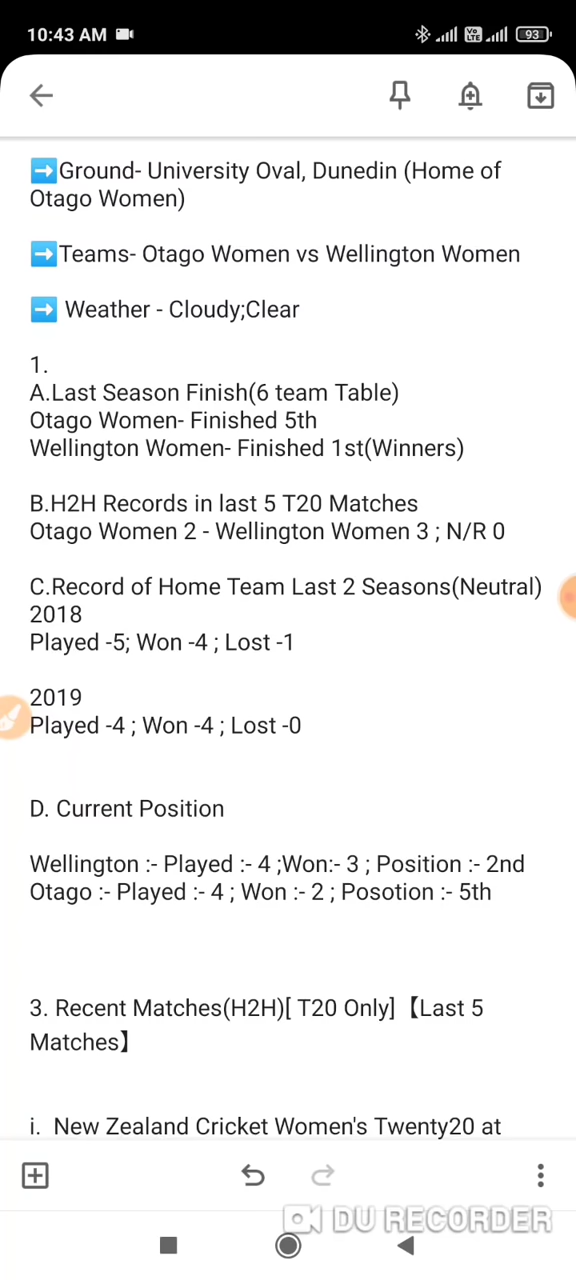 10:43 AM
Vo LTE
93
➡️Ground- University Oval, Dunedin (Home of
Otago Women)
➡️Teams- Otago Women vs Wellington Women
➡️ Weather - Cloudy;Clear
1.
A.Last Season Finish(6 team Table)
Otago Women- Finished 5th
Wellington Women- Finished 1st(Winners)
B.H2H Records in last 5 T20 Matches
Otago Women 2 - Wellington Women 3 ; N/R 0
C.Record of Home Team Last 2 Seasons(Neutral)
2018
Played -5; Won -4 ; Lost -1
2019
Played -4 ; Won -4 ; Lost -0
D. Current Position
Wellington :- Played :- 4 ;Won:- 3 ; Position :- 2nd
Otago :- Played :- 4 ; Won :- 2 ; Posotion :- 5th
3. Recent Matches(H2H)[ T20 Only]【Last 5
Matches】
i.  New Zealand Cricket Women's Twenty20 at
DU RECORDER